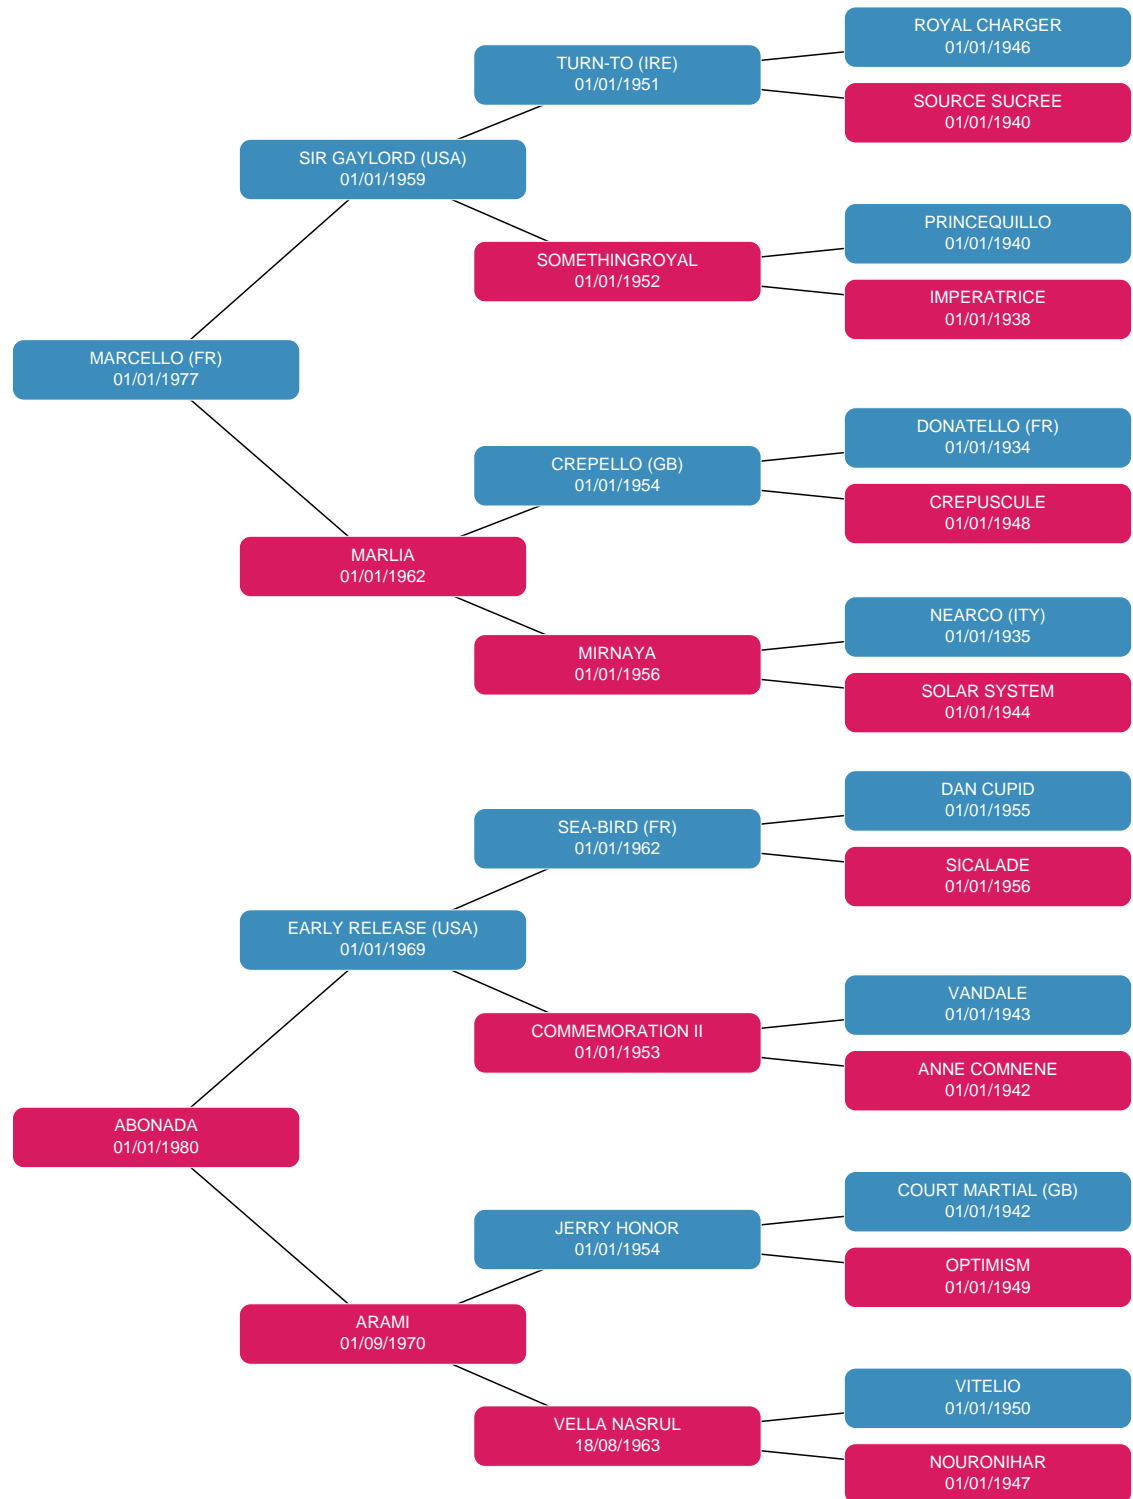 ROYAL CHARGER
01/01/1946
TURN-TO (IRE)
01/01/1951
SOURCE SUCREE
01/01/1940
SIR GAYLORD (USA)
01/01/1959
PRINCEQUILLO
01/01/1940
SOMETHINGROYAL
01/01/1952
IMPERATRICE
01/01/1938
MARCELLO (FR)
01/01/1977
DONATELLO (FR)
01/01/1934
CREPELLO (GB)
01/01/1954
CREPUSCULE
01/01/1948
MARLIA
01/01/1962
NEARCO (ITY)
01/01/1935
MIRNAYA
01/01/1956
SOLAR SYSTEM
01/01/1944
DAN CUPID
01/01/1955
SEA-BIRD (FR)
01/01/1962
SICALADE
01/01/1956
EARLY RELEASE (USA)
01/01/1969
VANDALE
01/01/1943
COMMEMORATION II
01/01/1953
ANNE COMNENE
01/01/1942
ABONADA
01/01/1980
COURT MARTIAL (GB)
01/01/1942
JERRY HONOR
01/01/1954
OPTIMISM
01/01/1949
ARAMI
01/09/1970
VITELIO
01/01/1950
VELLA NASRUL
18/08/1963
NOURONIHAR
01/01/1947